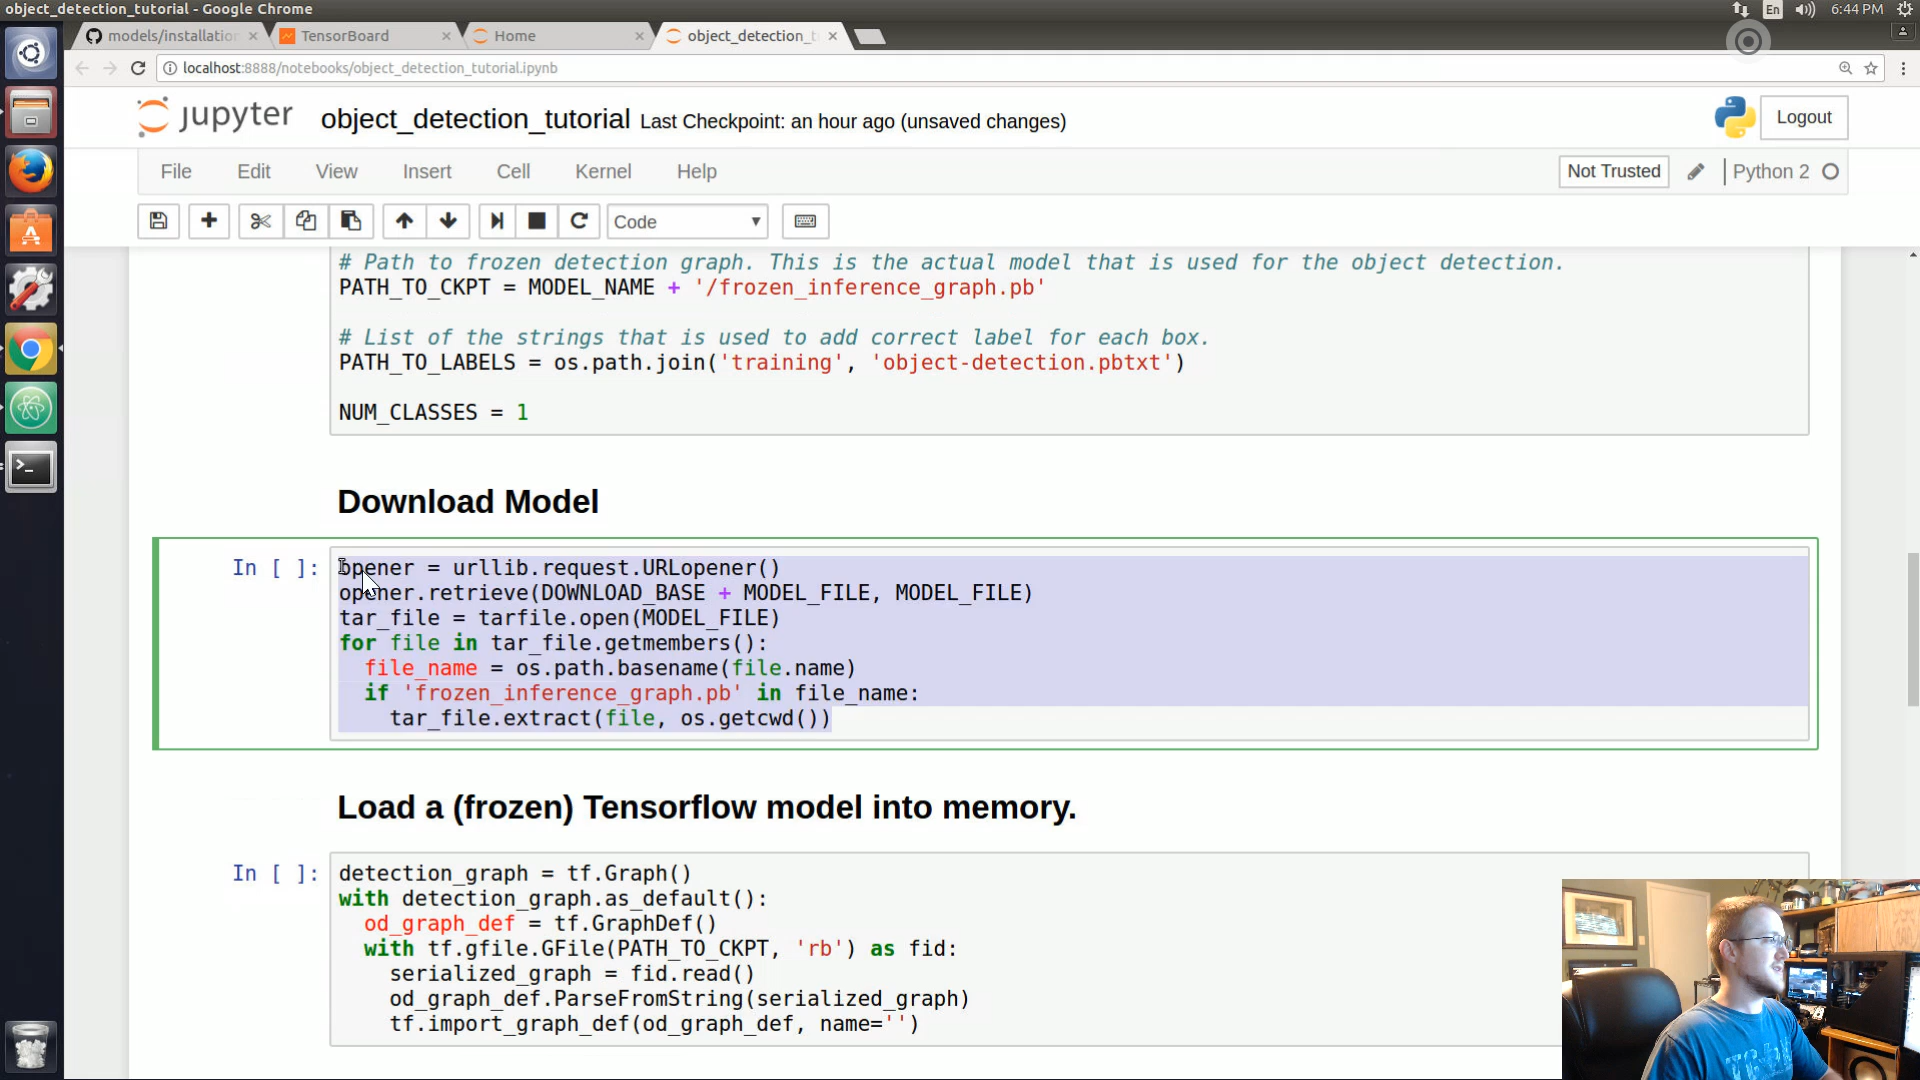 object_detection_tutorial - Google Chrome
En
6:44 PM
models/installatio
TensorBoard
Home
object_detection_t
localhost:8888/notebooks/object_detection_tutorial.ipynb
jupyter
object_detection_tutorial Last Checkpoint: an hour ago (unsaved changes)
Logout
File Edit View Insert Cell Kernel Help
Not Trusted
Python 2
Code
# Path to frozen detection graph. This is the actual model that is used for the object detection.
PATH_TO_CKPT = MODEL_NAME + '/frozen_inference_graph.pb'
# List of the strings that is used to add correct label for each box.
PATH_TO_LABELS = os.path.join('training', 'object-detection.pbtxt')
NUM_CLASSES = 1
Download Model
In [ ]:
opener = urllib.request.URLopener()
opener.retrieve(DOWNLOAD_BASE + MODEL_FILE, MODEL_FILE)
tar_file = tarfile.open(MODEL_FILE)
for file in tar_file.getmembers():
file_name = os.path.basename(file.name)
if 'frozen_inference_graph.pb' in file_name:
tar_file.extract(file, os.getcwd())
Load a (frozen) Tensorflow model into memory.
In [ ]:
detection_graph = tf.Graph()
with detection_graph.as_default():
od_graph_def = tf.GraphDef()
with tf.gfile.GFile(PATH_TO_CKPT, 'rb') as fid:
serialized_graph = fid.read()
od_graph_def.ParseFromString(serialized_graph)
tf.import_graph_def(od_graph_def, name='')